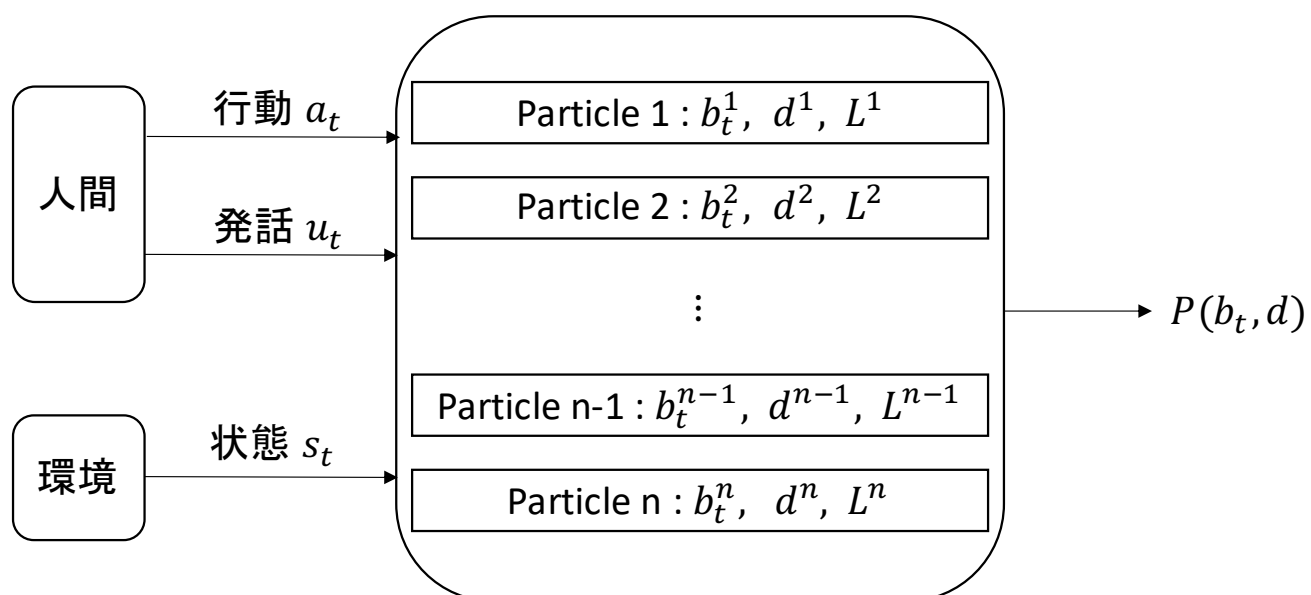 人間
行動 a_t
発話 u_t
環境
状態 s_t
Particle 1 : b_t^1, d^1, L^1
Particle 2 : b_t^2, d^2, L^2
⋮
Particle n-1 : b_t^{n-1}, d^{n-1}, L^{n-1}
Particle n : b_t^n, d^n, L^n
P(b_t, d)